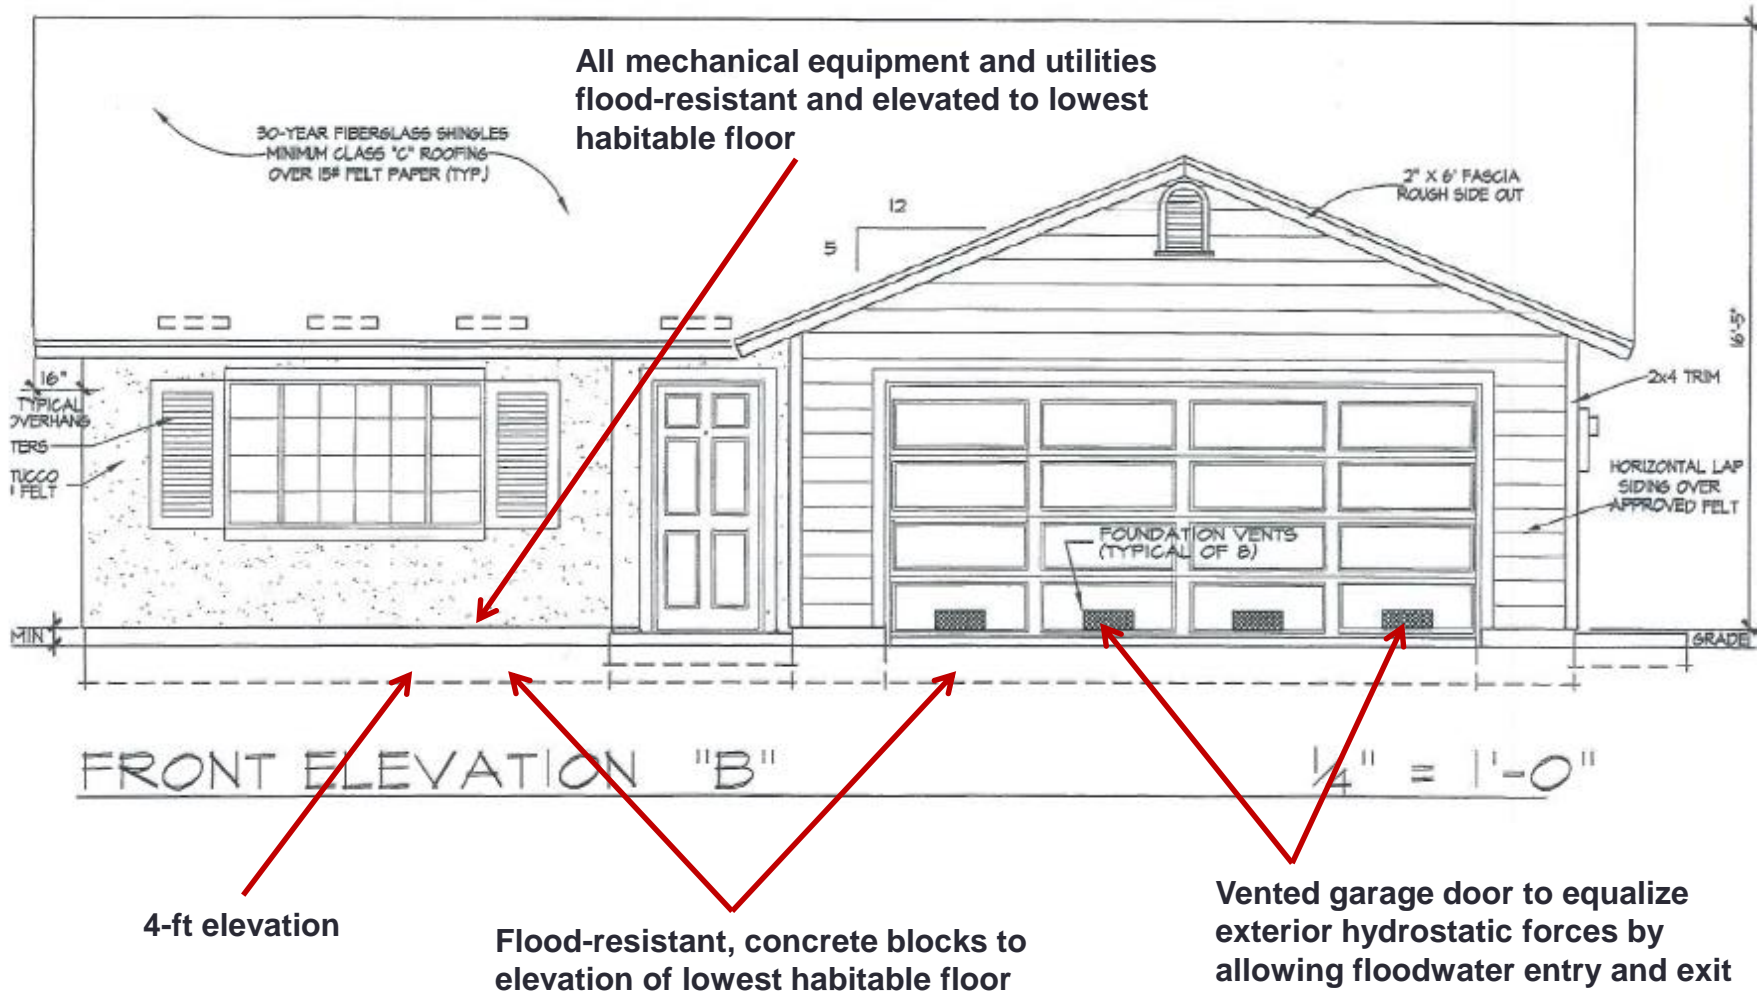 All mechanical equipment and utilities
flood-resistant and elevated to lowest
habitable floor
30-YEAR FIBERGLASS SHINGLES
MINIMUM CLASS "C" ROOFING
OVER 15# FELT PAPER (TYP.)
12
5
2" X 6" FASCIA
ROUGH SIDE OUT
16'-5"
16"
TYPICAL
OVERHANG
TERS
TUCCO
FELT
2x4 TRIM
HORIZONTAL LAP
SIDING OVER
APPROVED FELT
FOUNDATION VENTS
(TYPICAL OF 8)
MIN
GRADE
FRONT ELEVATION "B"
1/4" = 1'-0"
4-ft elevation
Flood-resistant, concrete blocks to
elevation of lowest habitable floor
Vented garage door to equalize
exterior hydrostatic forces by
allowing floodwater entry and exit